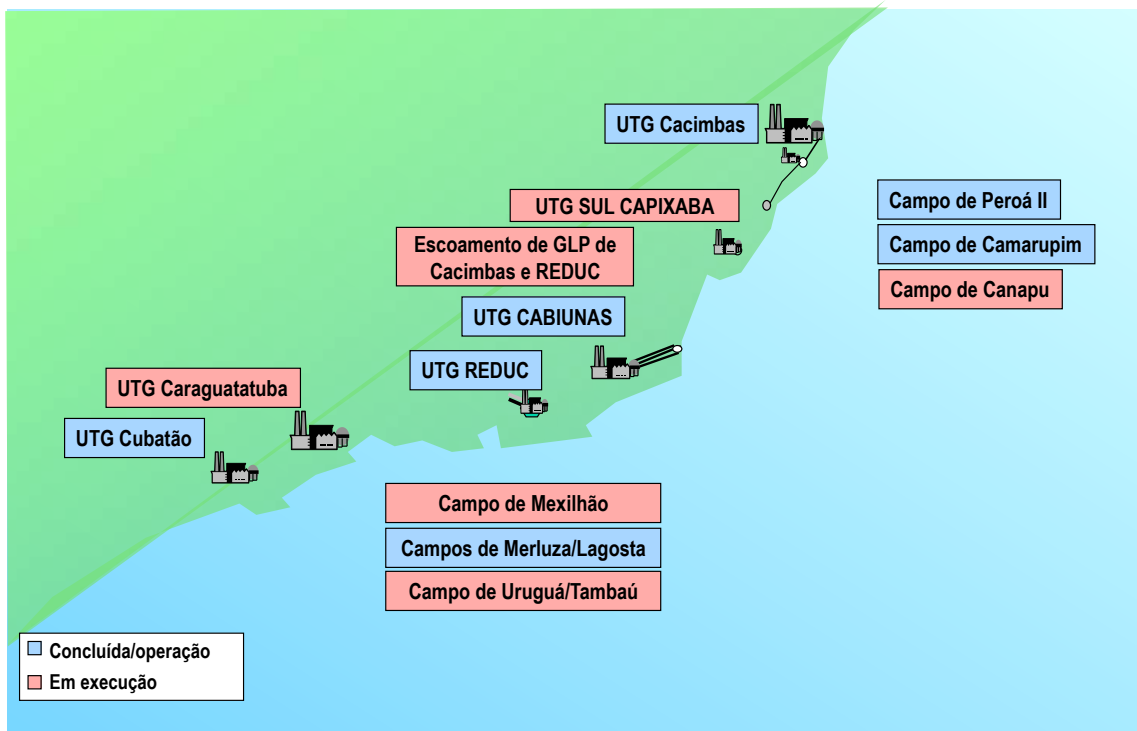 UTG Cacimbas
UTG SUL CAPIXABA
Escoamento de GLP de
Cacimbas e REDUC
UTG CABIUNAS
UTG REDUC
UTG Caraguatatuba
UTG Cubatão
Campo de Peroá II
Campo de Camarupim
Campo de Canapu
Campo de Mexilhão
Campos de Merluza/Lagosta
Campo de Uruguá/Tambaú
Concluída/operação
Em execução